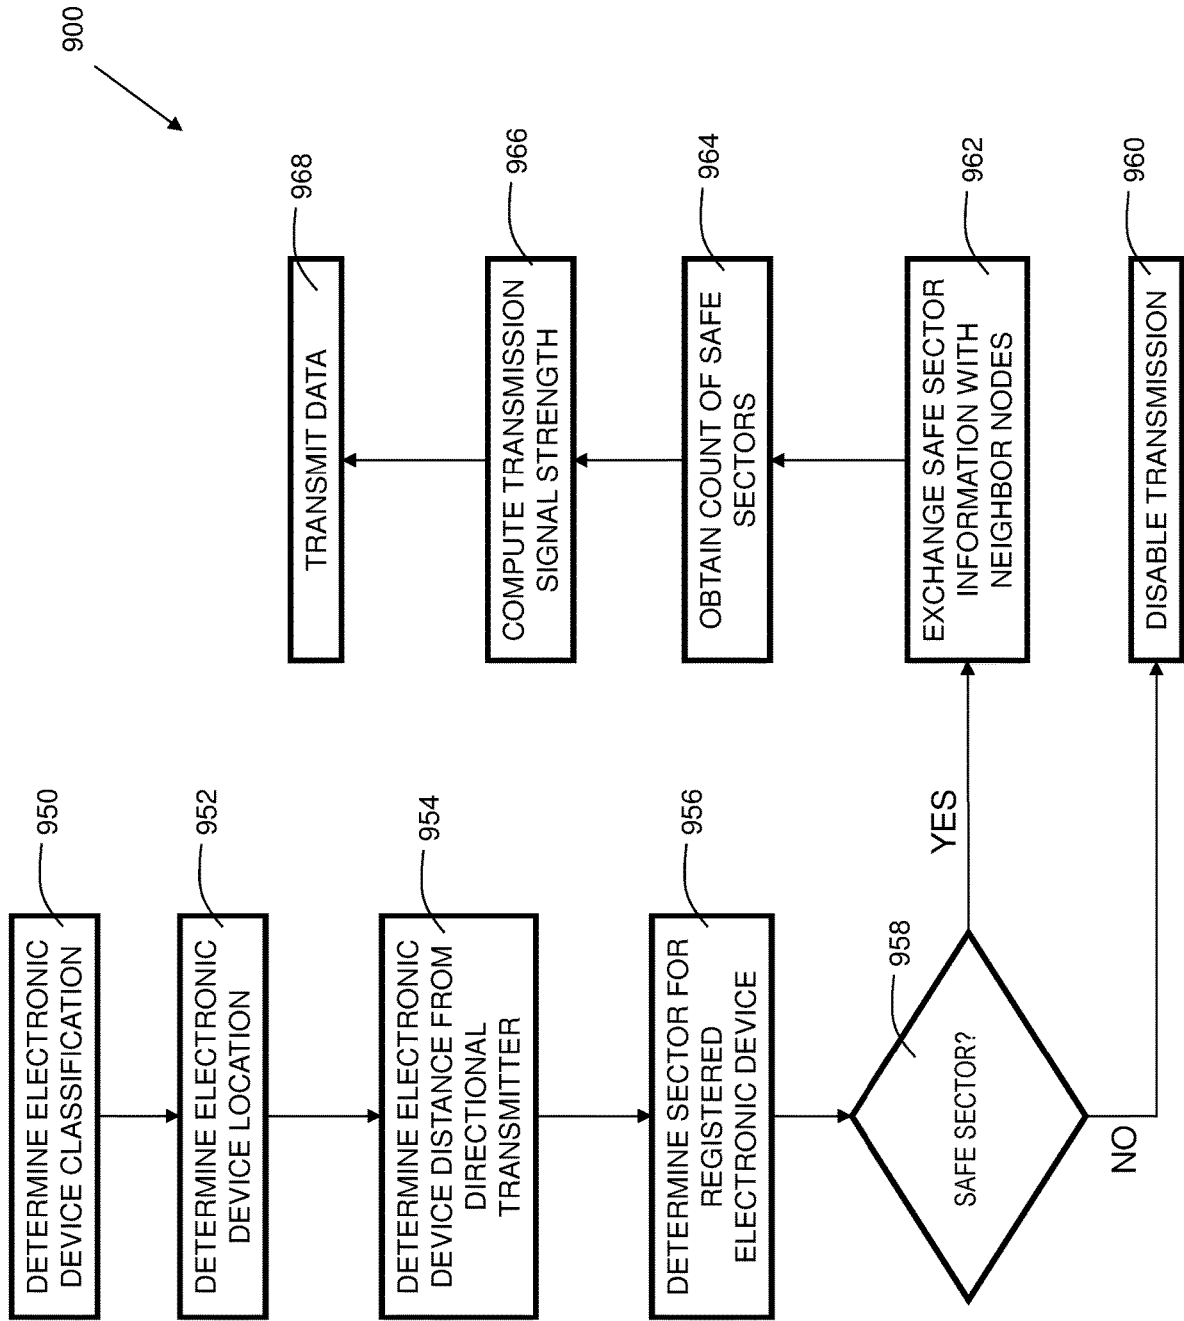 900
DETERMINE ELECTRONIC
DEVICE CLASSIFICATION
950
DETERMINE ELECTRONIC
DEVICE LOCATION
952
DETERMINE ELECTRONIC
DEVICE DISTANCE FROM
DIRECTIONAL
TRANSMITTER
954
DETERMINE SECTOR FOR
REGISTERED
ELECTRONIC DEVICE
956
SAFE SECTOR?
958
YES
NO
DISABLE TRANSMISSION
960
EXCHANGE SAFE SECTOR
INFORMATION WITH
NEIGHBOR NODES
962
OBTAIN COUNT OF SAFE
SECTORS
964
COMPUTE TRANSMISSION
SIGNAL STRENGTH
966
TRANSMIT DATA
968